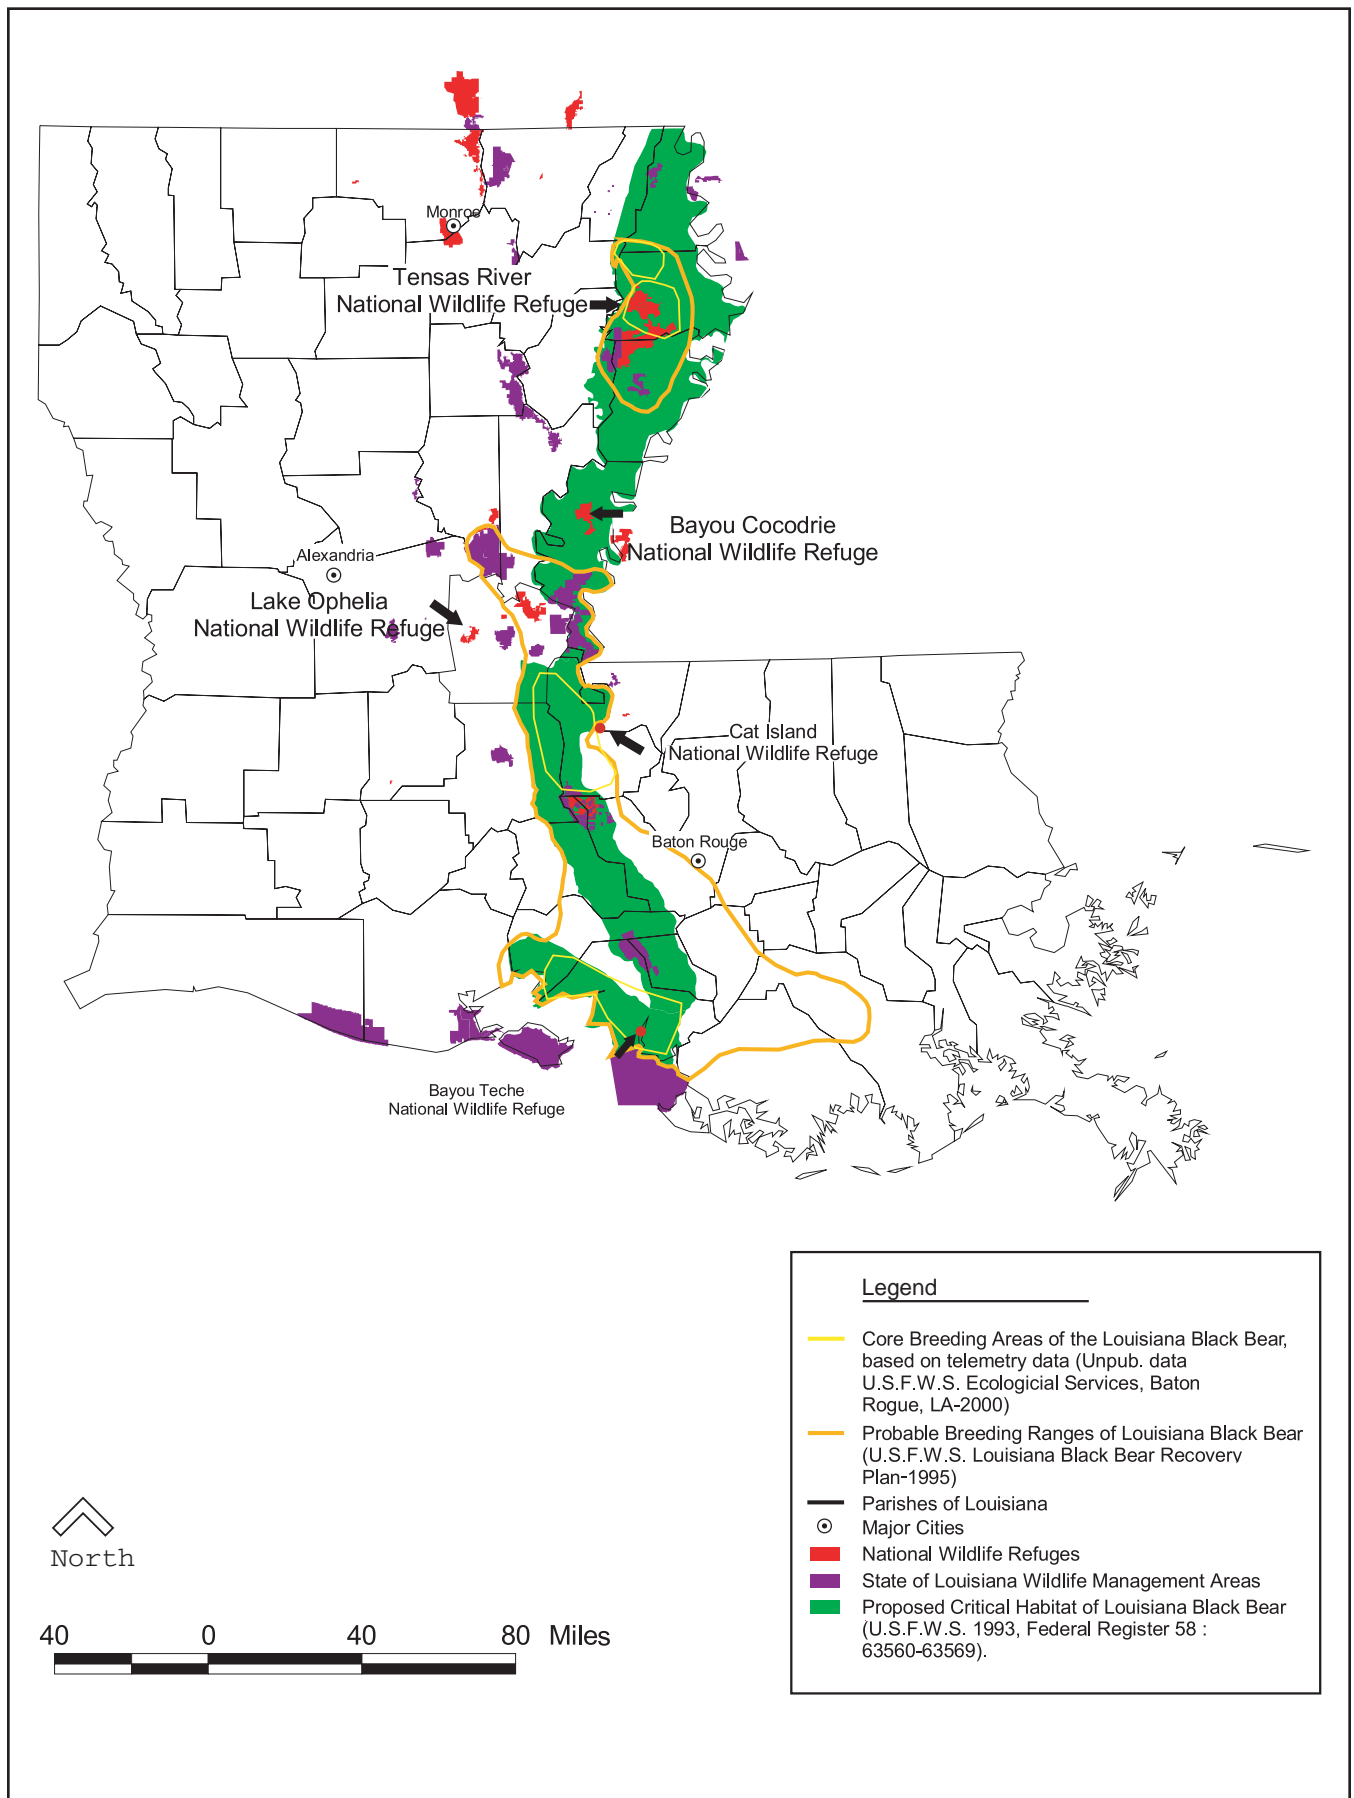 Monroe
Tensas River
National Wildlife Refuge
Bayou Cocodrie
National Wildlife Refuge
Alexandria
Lake Ophelia
National Wildlife Refuge
Cat Island
National Wildlife Refuge
Baton Rouge
Bayou Teche
National Wildlife Refuge
Legend
Core Breeding Areas of the Louisiana Black Bear,
based on telemetry data (Unpub. data
U.S.F.W.S. Ecologicial Services, Baton
Rogue, LA-2000)
Probable Breeding Ranges of Louisiana Black Bear
(U.S.F.W.S. Louisiana Black Bear Recovery
Plan-1995)
Parishes of Louisiana
Major Cities
National Wildlife Refuges
State of Louisiana Wildlife Management Areas
Proposed Critical Habitat of Louisiana Black Bear
(U.S.F.W.S. 1993, Federal Register 58 :
63560-63569).
North
40 0 40 80 Miles